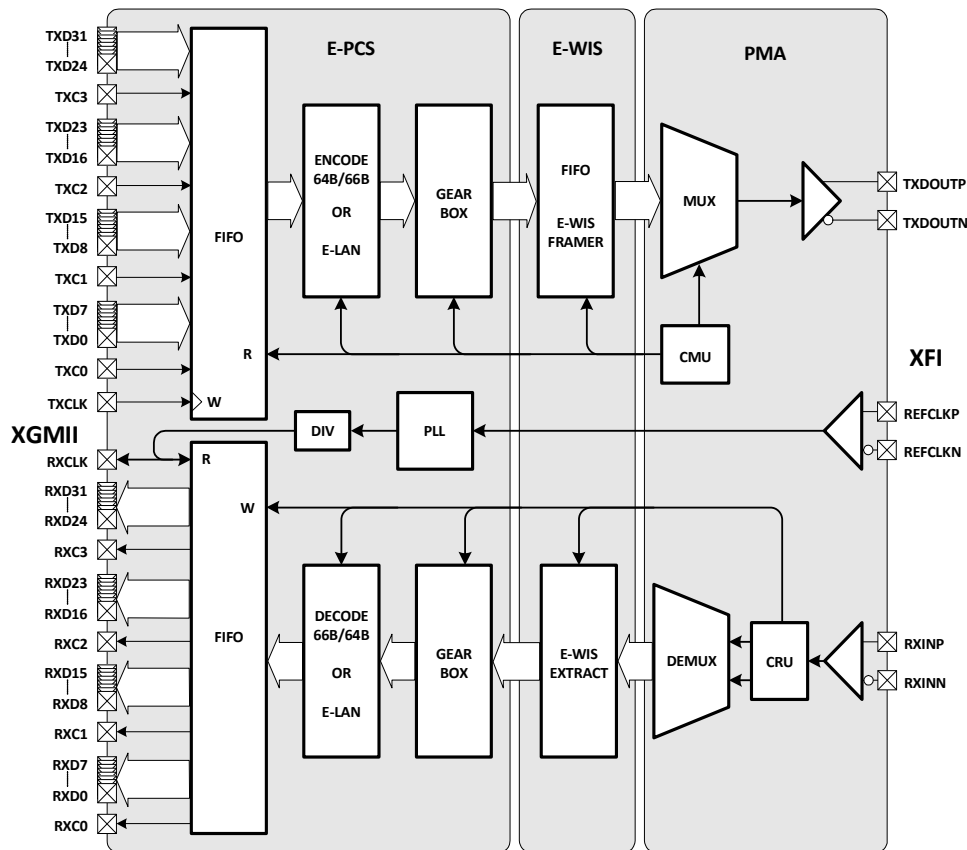 E-PCS
E-WIS
PMA
TXD31
TXD24
TXC3
TXD23
TXD16
TXC2
TXD15
TXD8
TXC1
TXD7
TXD0
TXC0
TXCLK
FIFO
R
W
ENCODE
64B/66B
OR
E-LAN
GEAR
BOX
FIFO
E-WIS
FRAMER
MUX
CMU
TXDOUTP
TXDOUTN
XFI
XGMII
DIV
PLL
REFCLKP
REFCLKN
RXCLK
RXD31
RXD24
RXC3
RXD23
RXD16
RXC2
RXD15
RXD8
RXC1
RXD7
RXD0
RXC0
R
W
FIFO
DECODE
66B/64B
OR
E-LAN
GEAR
BOX
E-WIS
EXTRACT
DEMUX
CRU
RXINP
RXINN